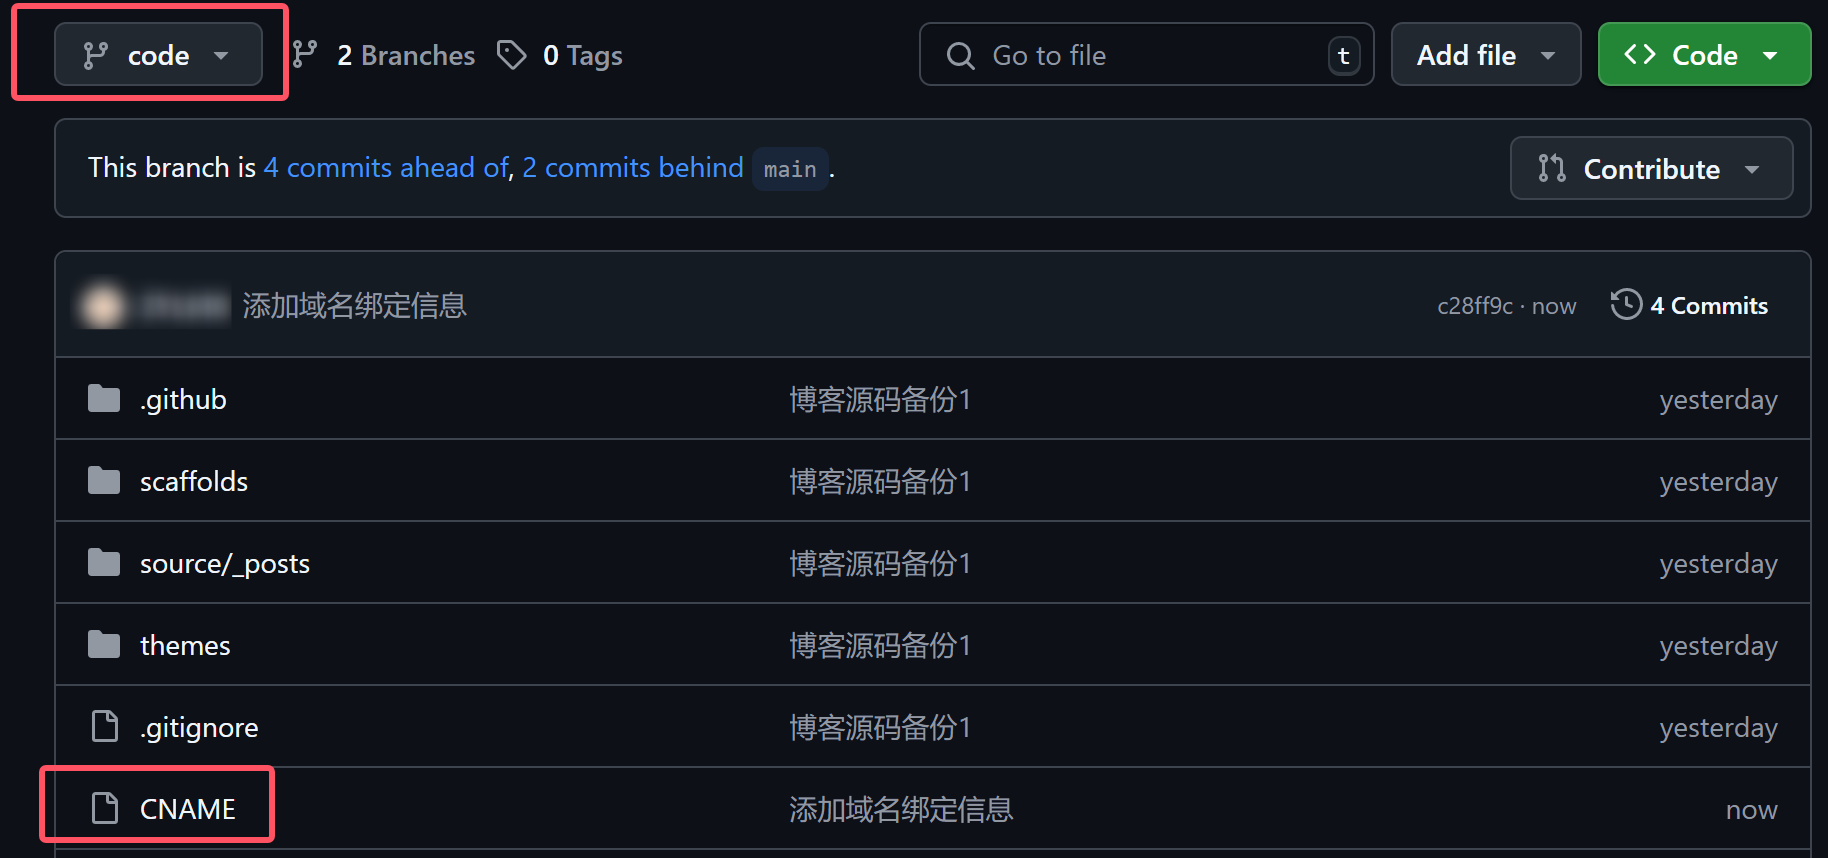 code 2 Branches 0 Tags Go to file t Add file Code
This branch is 4 commits ahead of, 2 commits behind main .
Contribute
添加域名绑定信息 c28ff9c · now 4 Commits
.github 博客源码备份1 yesterday
scaffolds 博客源码备份1 yesterday
source/_posts 博客源码备份1 yesterday
themes 博客源码备份1 yesterday
.gitignore 博客源码备份1 yesterday
CNAME 添加域名绑定信息 now